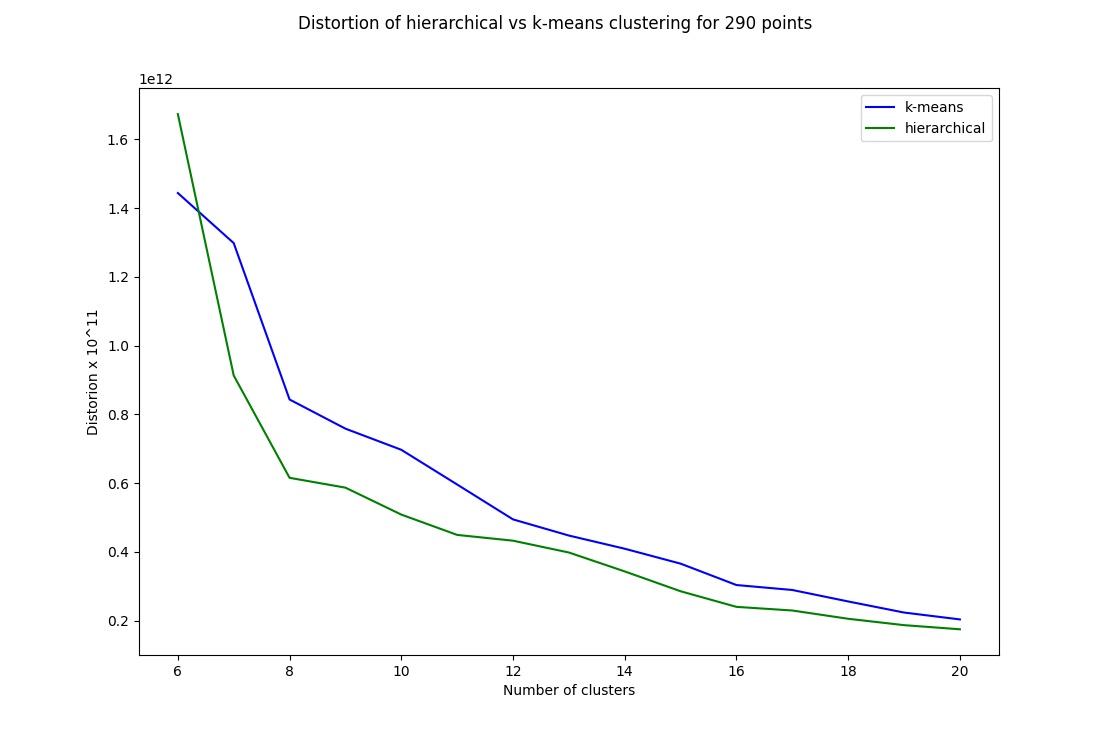 Distortion of hierarchical vs k-means clustering for 290 points
1e12
k-means
hierarchical
1.6
1.4
1.2
1.0
0.8
0.6
0.4
0.2
Distorion x 10^11
6 8 10 12 14 16 18 20
Number of clusters